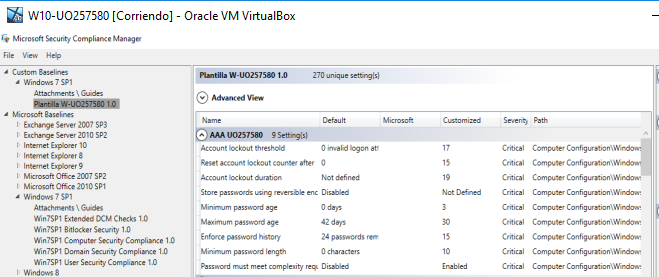 W10-UO257580 [Corriendo] - Oracle VM VirtualBox
Microsoft Security Compliance Manager
File View Help
Custom Baselines
Windows 7 SP1
Attachments \ Guides
Plantilla W-UO257580 1.0
Microsoft Baselines
Exchange Server 2007 SP3
Exchange Server 2010 SP2
Internet Explorer 10
Internet Explorer 8
Internet Explorer 9
Microsoft Office 2007 SP2
Microsoft Office 2010 SP1
Windows 7 SP1
Attachments \ Guides
Win7SP1 Extended DCM Checks 1.0
Win7SP1 Bitlocker Security 1.0
Win7SP1 Computer Security Compliance 1.0
Win7SP1 Domain Security Compliance 1.0
Win7SP1 User Security Compliance 1.0
Windows 8
Plantilla W-UO257580 1.0 270 unique setting(s)
Advanced View
Name Default Microsoft Customized Severity Path
AAA UO257580 9 Setting(s)
Account lockout threshold 0 invalid logon att 17 Critical Computer Configuration\Windows
Reset account lockout counter after 0 15 Critical Computer Configuration\Windows
Account lockout duration Not defined 19 Critical Computer Configuration\Windows
Store passwords using reversible enc Disabled Not Defined Critical Computer Configuration\Windows
Minimum password age 0 days 3 Critical Computer Configuration\Windows
Maximum password age 42 days 30 Critical Computer Configuration\Windows
Enforce password history 24 passwords rem 15 Critical Computer Configuration\Windows
Minimum password length 0 characters 10 Critical Computer Configuration\Windows
Password must meet complexity requ Disabled Enabled Critical Computer Configuration\Windows